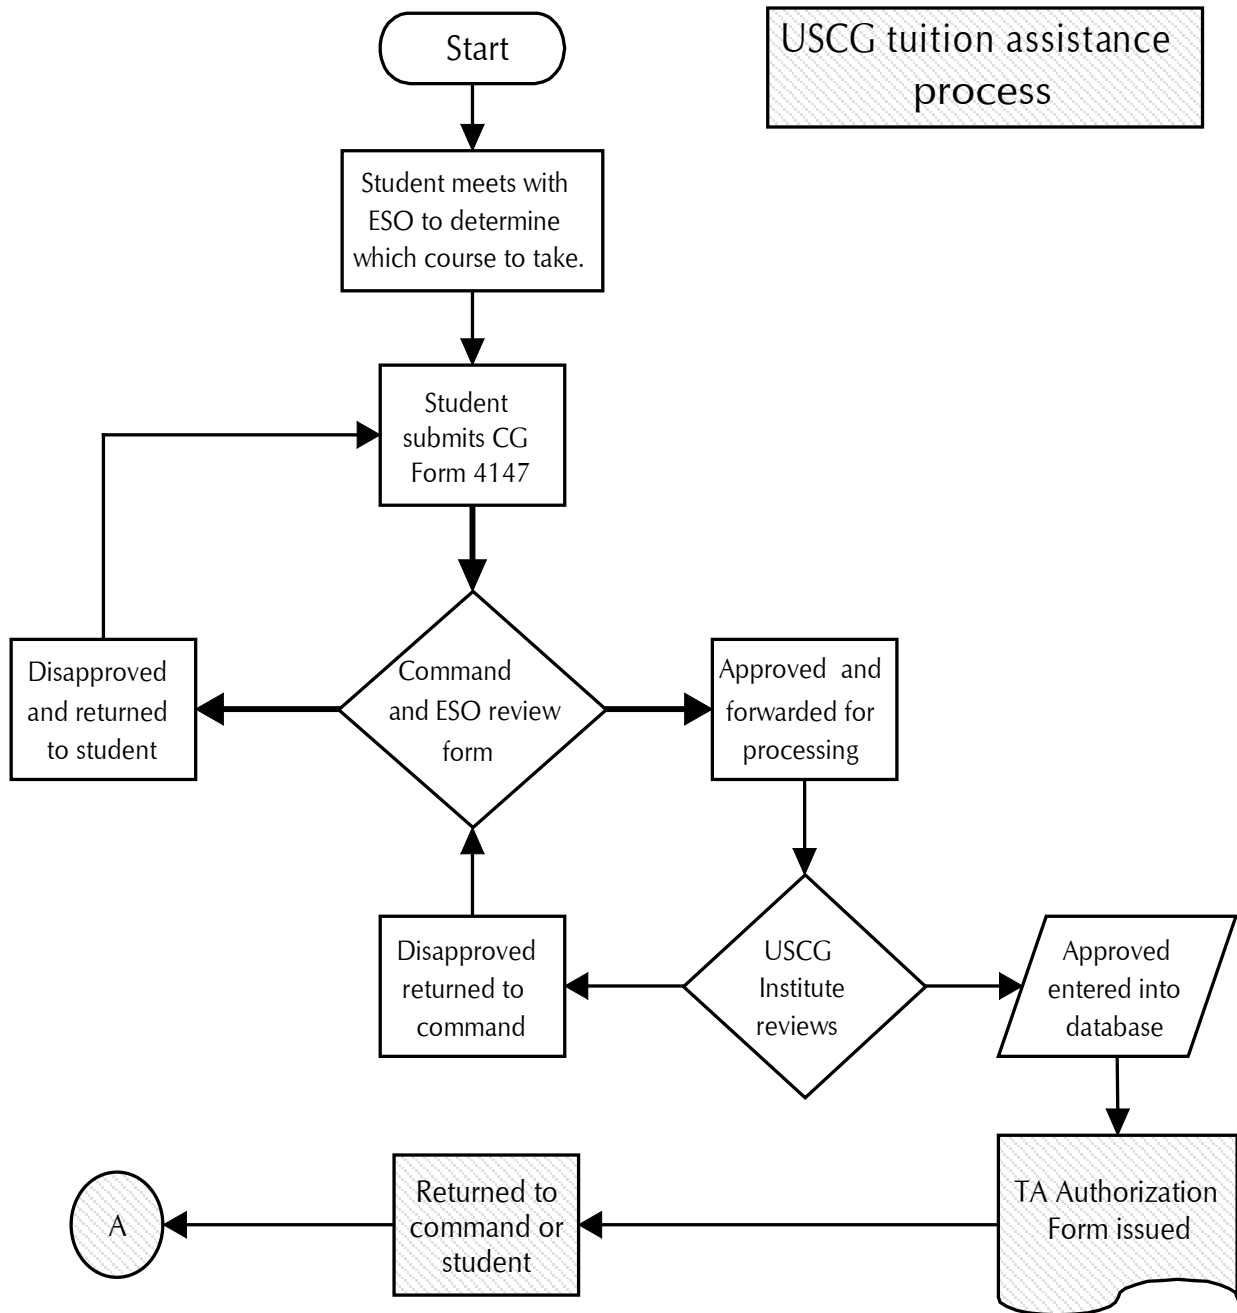 Start
USCG tuition assistance
process
Student meets with
ESO to determine
which course to take.
Student
submits CG
Form 4147
Disapproved
and returned
to student
Command
and ESO review
form
Approved and
forwarded for
processing
Disapproved
returned to
command
USCG
Institute
reviews
Approved
entered into
database
A
Returned to
command or
student
TA Authorization
Form issued